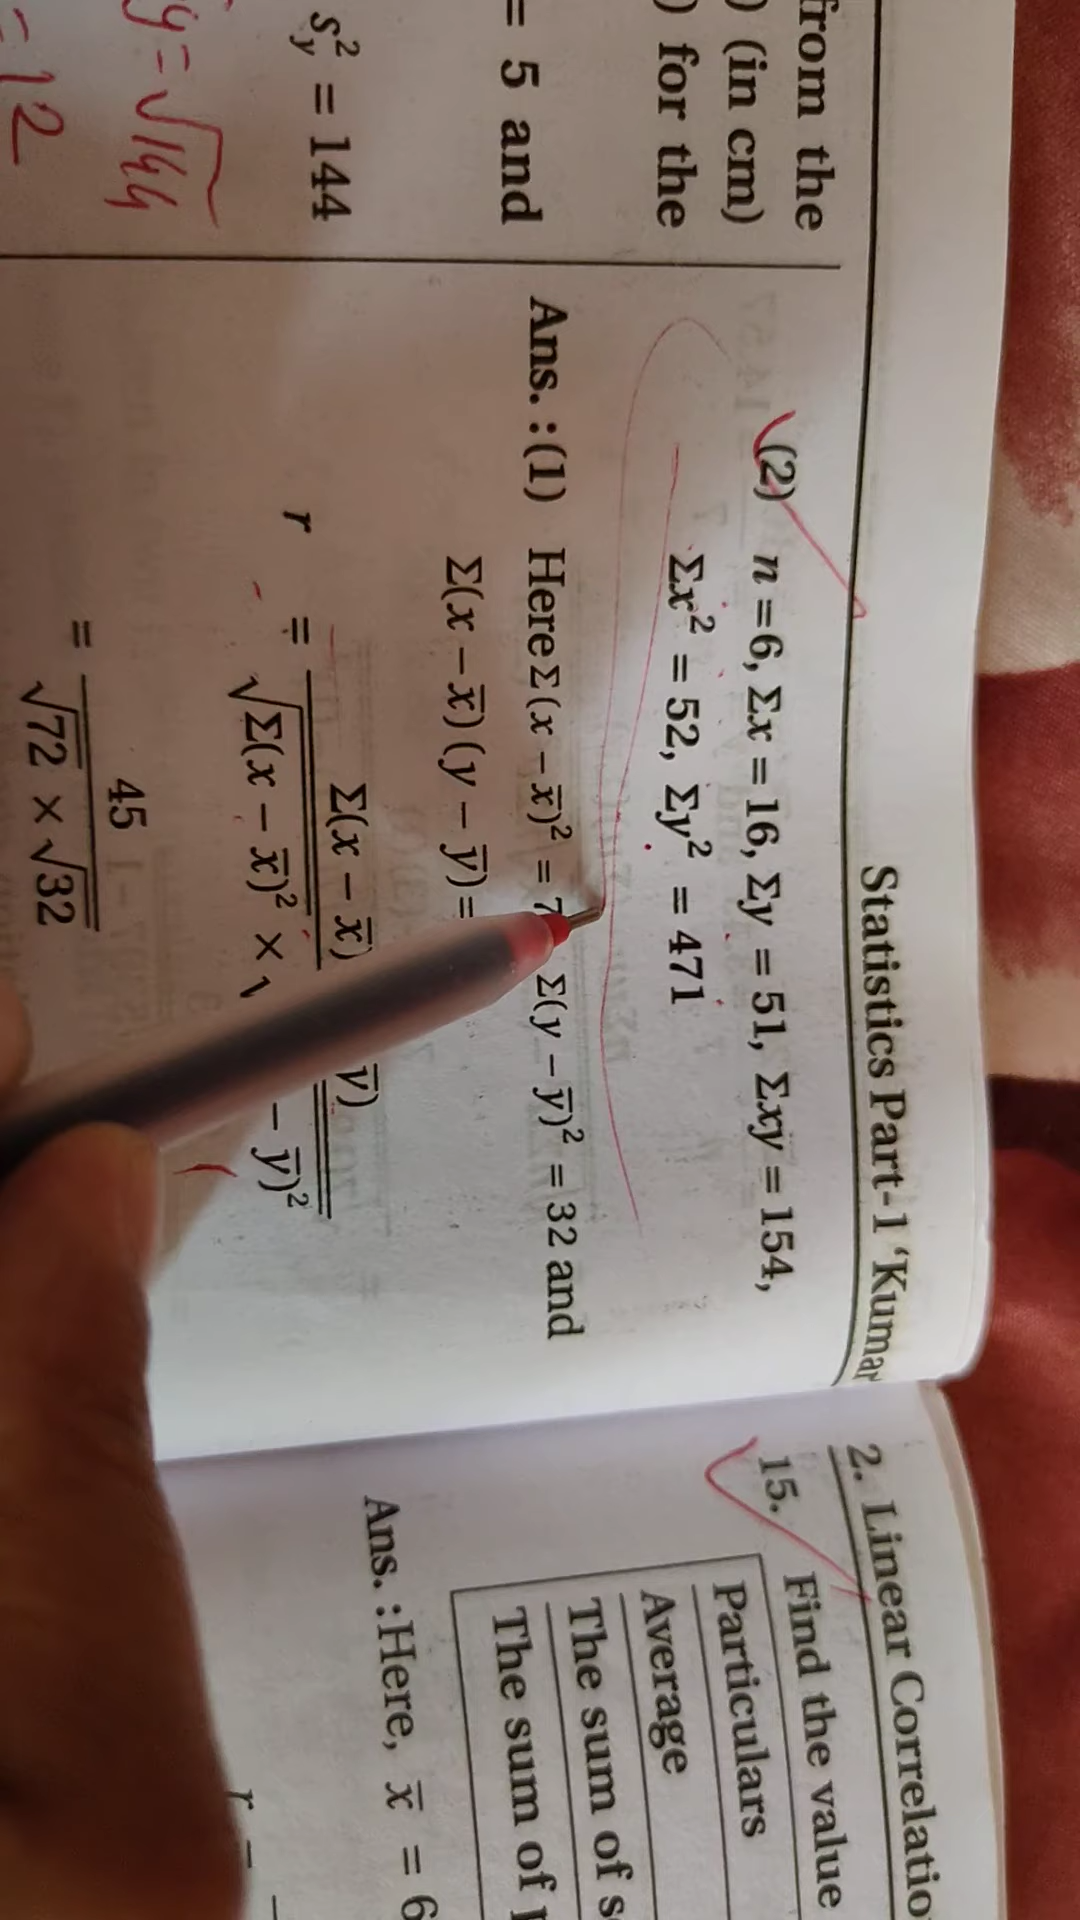 from the
) (in cm)
) for the
= 5 and
S_y² = 144
y = √144
= 12
Statistics Part-1 ‘Kumar
(2) n = 6, Σx = 16, Σy = 51, Σxy = 154,
Σx² = 52, Σy² = 471
Ans. : (1) Here Σ(x – x̄)² = 7 Σ(y – ȳ)² = 32 and
Σ(x – x̄) (y – ȳ) =
r = Σ(x – x̄) ȳ)
√Σ(x – x̄)² × – ȳ)²
= 45
√72 × √32
2. Linear Correlatio
15. Find the value
Particulars
Average
The sum of s
The sum of
Ans. : Here, x̄ = 6
r =